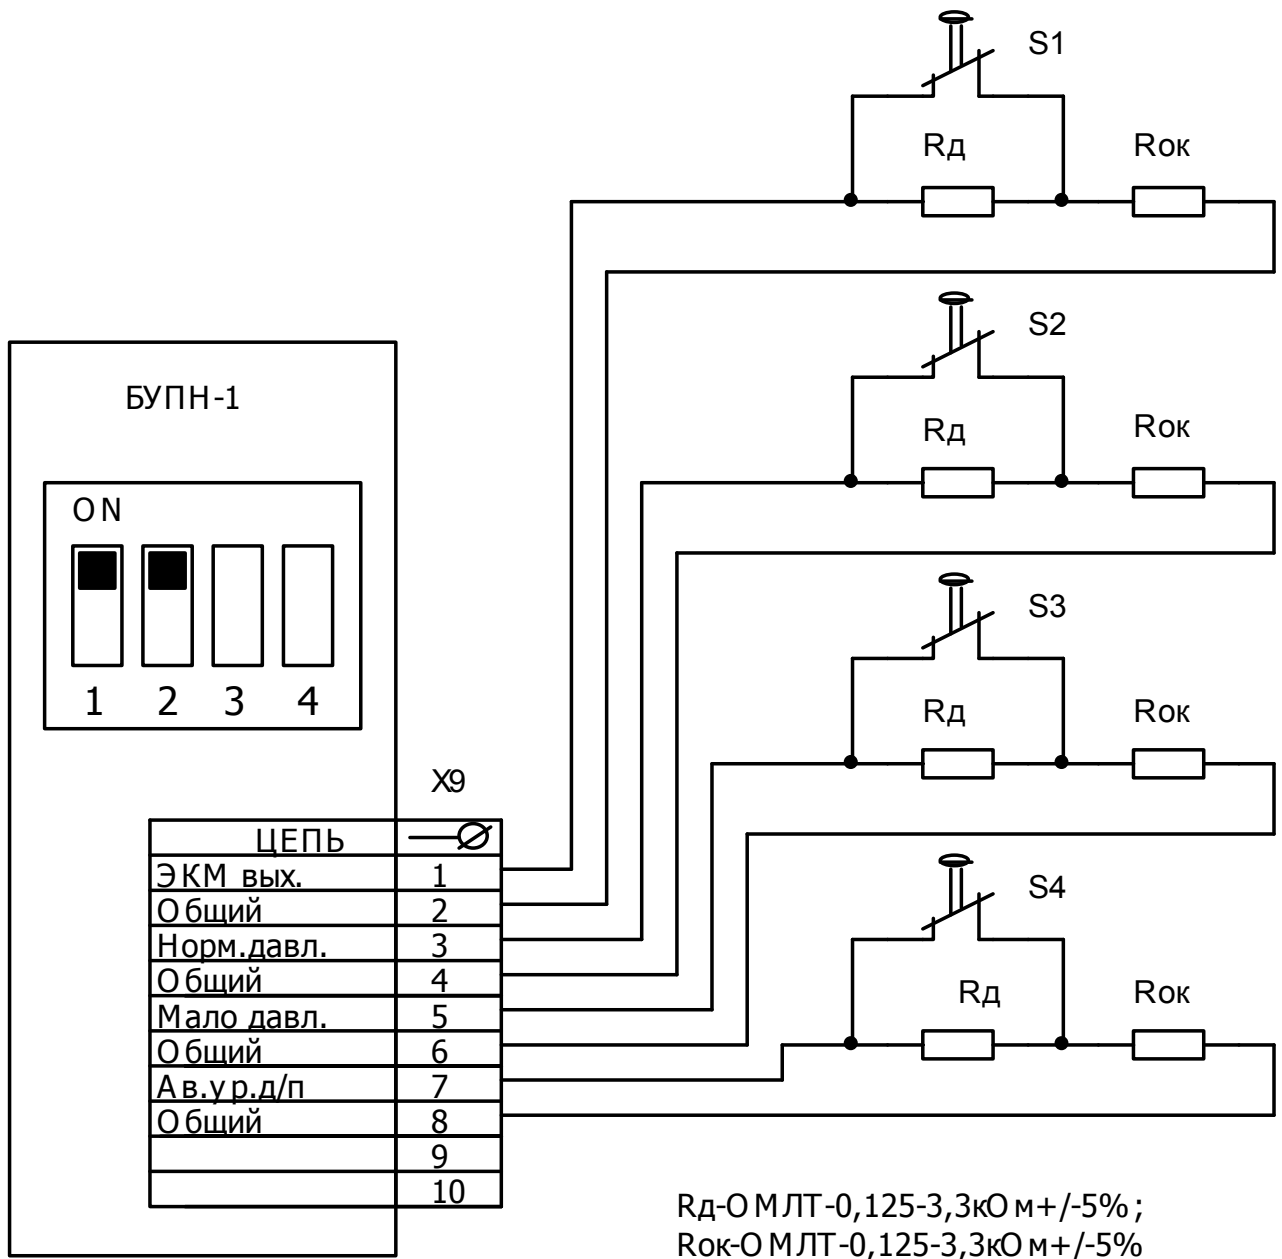 S1
Rд Rок
S2
Rд Rок
БУПН-1
ON
1 2 3 4
S3
Rд Rок
X9
ЦЕПЬ
ЭКМ вых. 1
Общий 2
Норм.давл. 3
Общий 4
Мало давл. 5
Общий 6
Ав.ур.д/п 7
Общий 8
9
10
S4
Rд Rок
Rд-ОМЛТ-0,125-3,3кОм+/-5%;
Rок-ОМЛТ-0,125-3,3кОм+/-5%